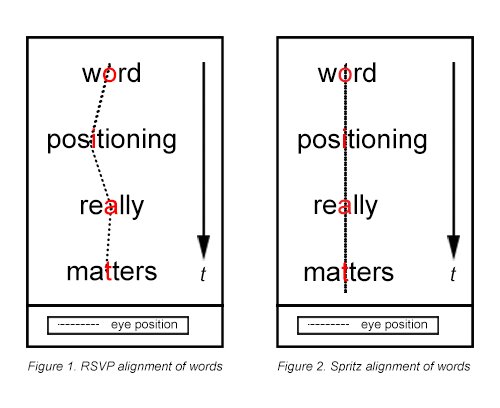 word
positioning
really
matters
t
eye position
Figure 1. RSVP alignment of words
word
positioning
really
matters
t
eye position
Figure 2. Spritz alignment of words